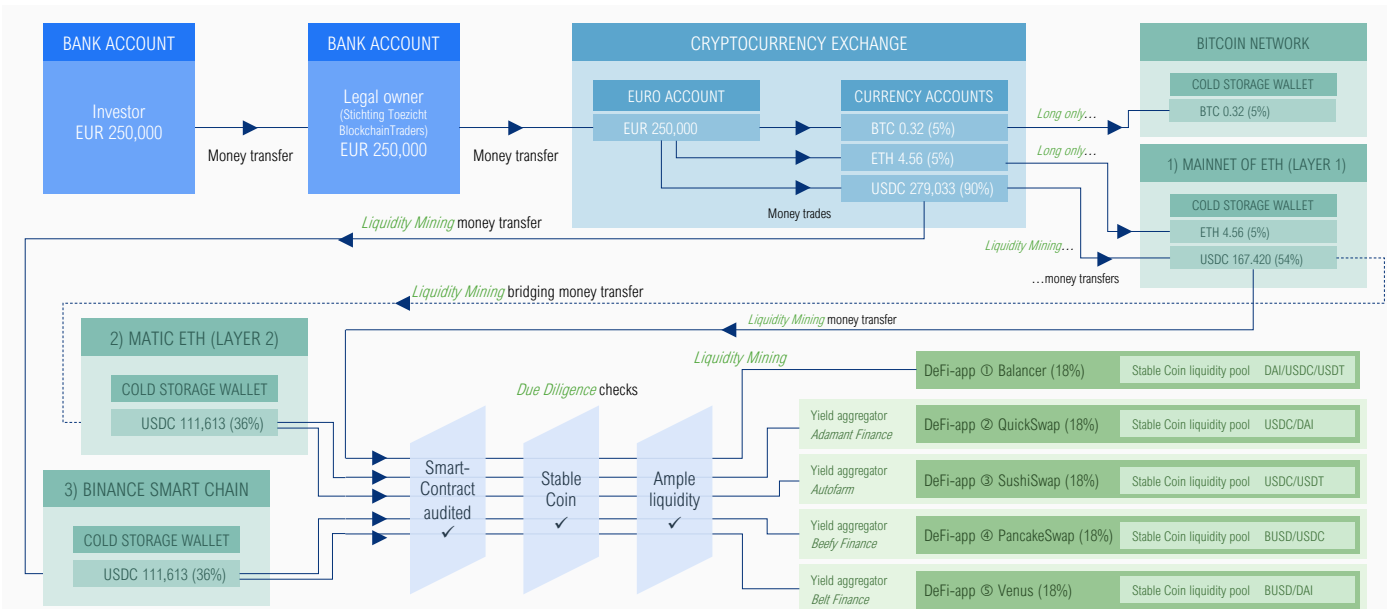 BANK ACCOUNT
Investor
EUR 250,000
Money transfer
BANK ACCOUNT
Legal owner
(Stichting Toezicht
BlockchainTraders)
EUR 250,000
Money transfer
CRYPTOCURRENCY EXCHANGE
EURO ACCOUNT
EUR 250,000
CURRENCY ACCOUNTS
BTC 0.32 (5%)
ETH 4.56 (5%)
USDC 279,033 (90%)
Money trades
Long only...
Long only...
Liquidity Mining...
...money transfers
BITCOIN NETWORK
COLD STORAGE WALLET
BTC 0.32 (5%)
1) MAINNET OF ETH (LAYER 1)
COLD STORAGE WALLET
ETH 4.56 (5%)
USDC 167.420 (54%)
Liquidity Mining money transfer
Liquidity Mining bridging money transfer
Liquidity Mining money transfer
2) MATIC ETH (LAYER 2)
COLD STORAGE WALLET
USDC 111,613 (36%)
3) BINANCE SMART CHAIN
COLD STORAGE WALLET
USDC 111,613 (36%)
Liquidity Mining
Due Diligence checks
Smart-
Contract
audited
✓
Stable
Coin
✓
Ample
liquidity
✓
DeFi-app ① Balancer (18%) Stable Coin liquidity pool DAI/USDC/USDT
Yield aggregator
Adamant Finance
DeFi-app ② QuickSwap (18%) Stable Coin liquidity pool USDC/DAI
Yield aggregator
Autofarm
DeFi-app ③ SushiSwap (18%) Stable Coin liquidity pool USDC/USDT
Yield aggregator
Beefy Finance
DeFi-app ④ PancakeSwap (18%) Stable Coin liquidity pool BUSD/USDC
Yield aggregator
Belt Finance
DeFi-app ⑤ Venus (18%) Stable Coin liquidity pool BUSD/DAI